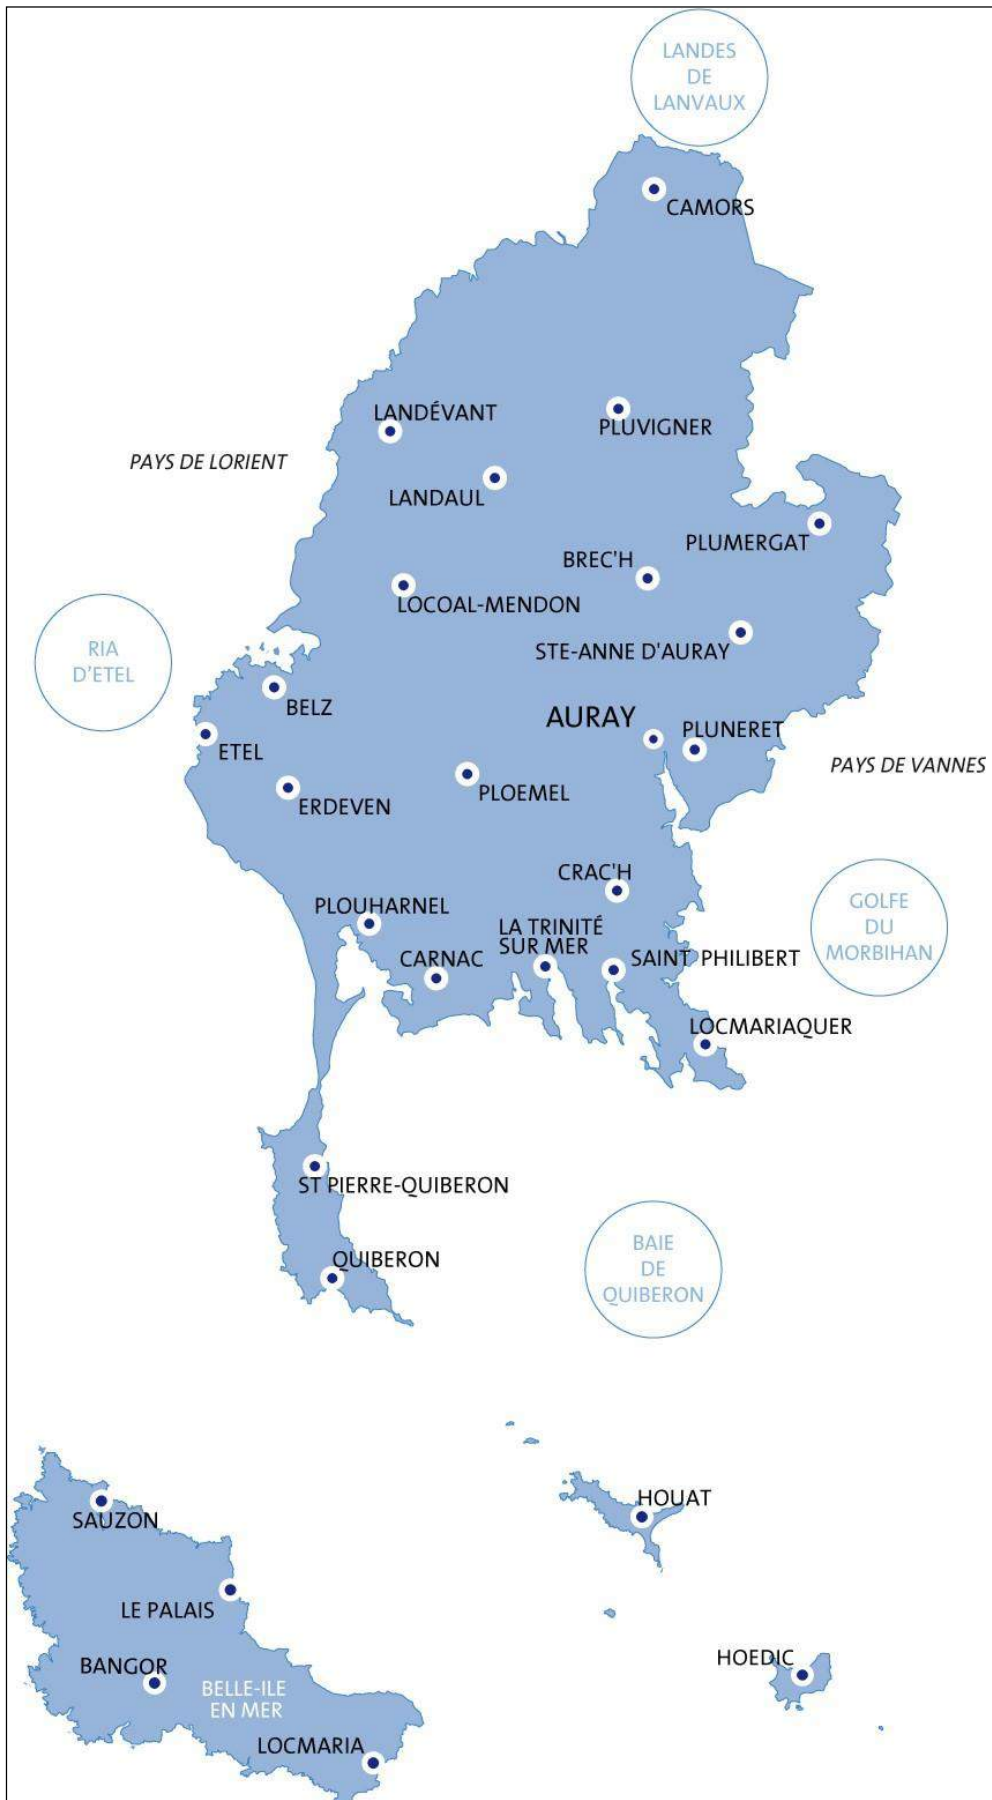 LANDES
DE
LANVAUX
CAMORS
LANDÉVANT
PLUVIGNER
PAYS DE LORIENT
LANDAUL
PLUMERGAT
BREC'H
LOCOAL-MENDON
STE-ANNE D'AURAY
RIA
D'ETEL
BELZ
AURAY
PLUNERET
ETEL
PAYS DE VANNES
PLOEMEL
ERDEVEN
CRAC'H
GOLFE
DU
MORBIHAN
PLOUHARNEL
LA TRINITÉ
SUR MER
CARNAC
SAINT PHILIBERT
LOCMARIAQUER
ST PIERRE-QUIBERON
BAIE
DE
QUIBERON
QUIBERON
HOUAT
SAUZON
LE PALAIS
HOEDIC
BANGOR
BELLE-ILE
EN MER
LOCMARIA